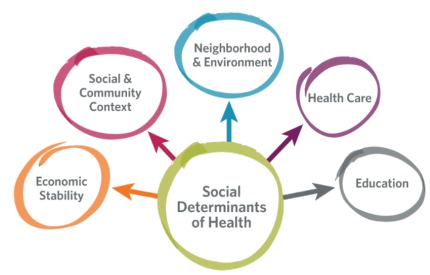 Neighborhood
& Environment
Social &
Community
Context
Health Care
Economic
Stability
Education
Social
Determinants
of Health